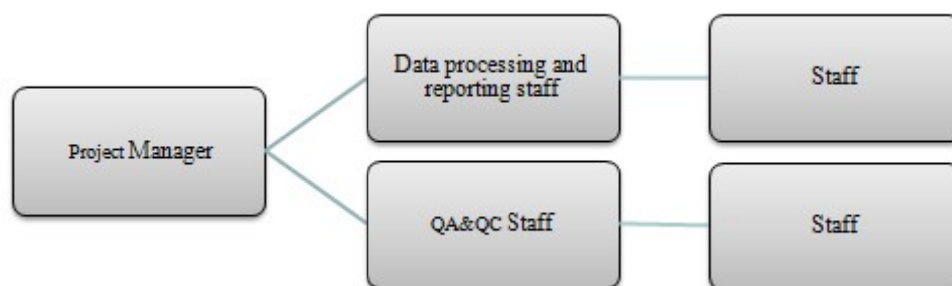 Project Manager
Data processing and
reporting staff
Staff
QA&QC Staff
Staff